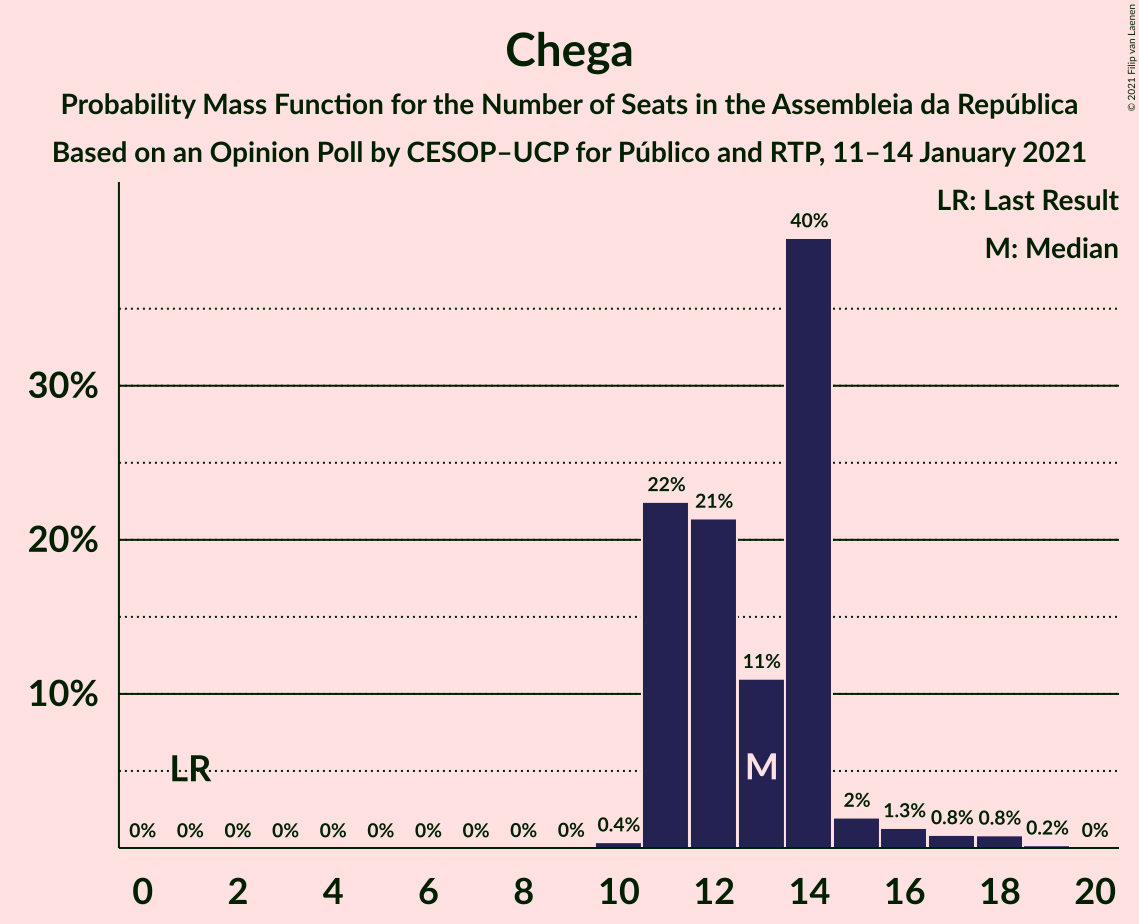 Chega
Probability Mass Function for the Number of Seats in the Assembleia da República
Based on an Opinion Poll by CESOP–UCP for Público and RTP, 11–14 January 2021
© 2021 Filip van Laenen
LR: Last Result
M: Median
30%
20%
10%
LR
M
0% 0% 0% 0% 0% 0% 0% 0% 0% 0% 0.4% 22% 21% 11% 40% 2% 1.3% 0.8% 0.8% 0.2% 0%
0 2 4 6 8 10 12 14 16 18 20